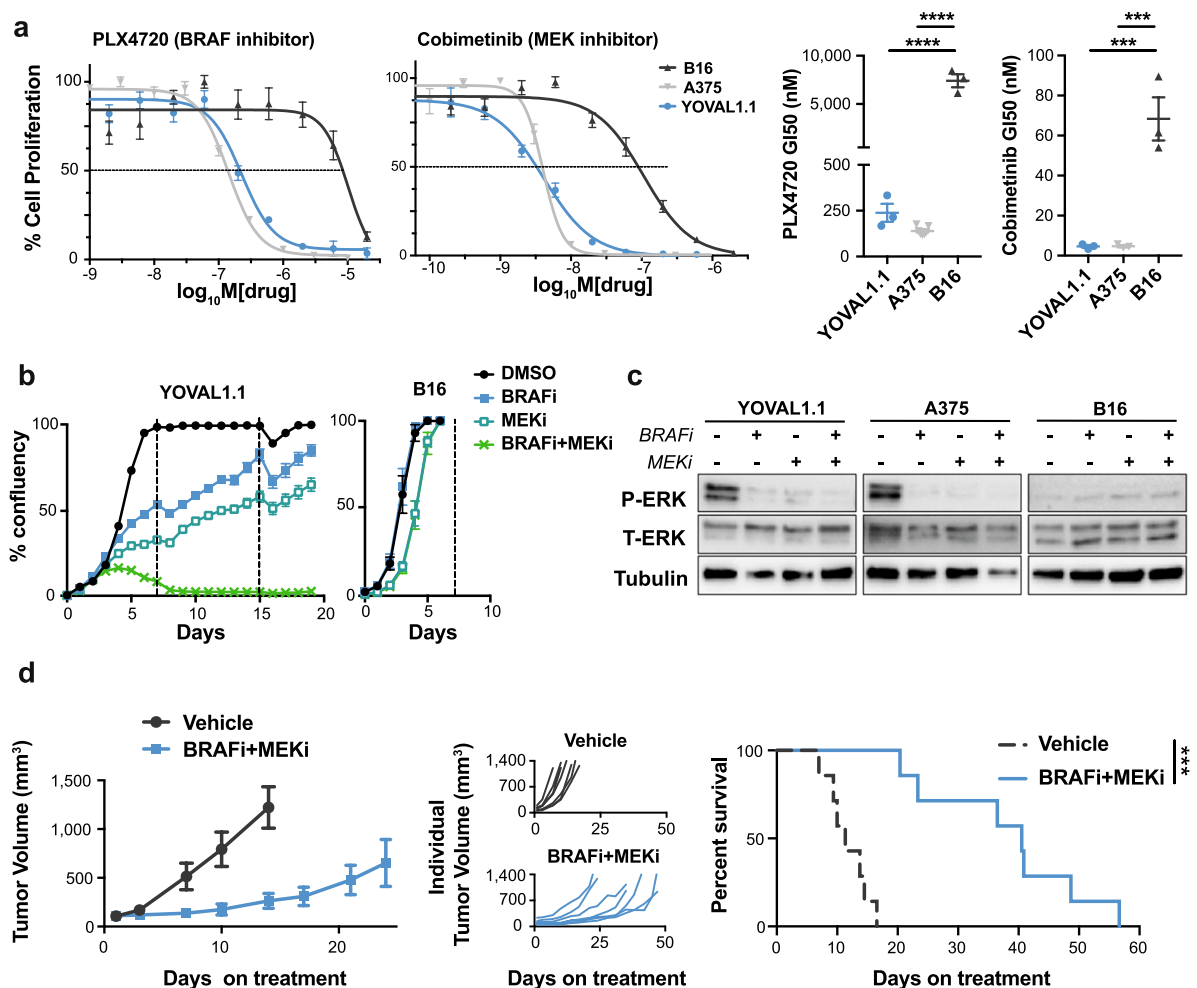 a
PLX4720 (BRAF inhibitor)
% Cell Proliferation
100
50
0
-9 -8 -7 -6 -5
log10M[drug]
Cobimetinib (MEK inhibitor)
100
50
0
-10 -9 -8 -7 -6
log10M[drug]
B16
A375
YOVAL1.1
****
****
PLX4720 GI50 (nM)
10,000
5,000
500
250
0
YOVAL1.1 A375 B16
***
***
Cobimetinib GI50 (nM)
100
80
60
40
20
0
YOVAL1.1 A375 B16
b
YOVAL1.1
% confluency
100
50
0
0 5 10 15 20
Days
B16
100
50
0
0 5 10
Days
DMSO
BRAFi
MEKi
BRAFi+MEKi
c
YOVAL1.1 A375 B16
BRAFi - + - + - + - + - + - +
MEKi - - + + - - + + - - + +
P-ERK
T-ERK
Tubulin
d
Vehicle
BRAFi+MEKi
Tumor Volume (mm3)
1,500
1,000
500
0
0 10 20
Days on treatment
Individual
Tumor Volume (mm3)
Vehicle
1,400
700
0
0 25 50
BRAFi+MEKi
1,400
700
0
0 25 50
Days on treatment
Percent survival
100
50
0
0 10 20 30 40 50 60
Days on treatment
Vehicle
BRAFi+MEKi
***